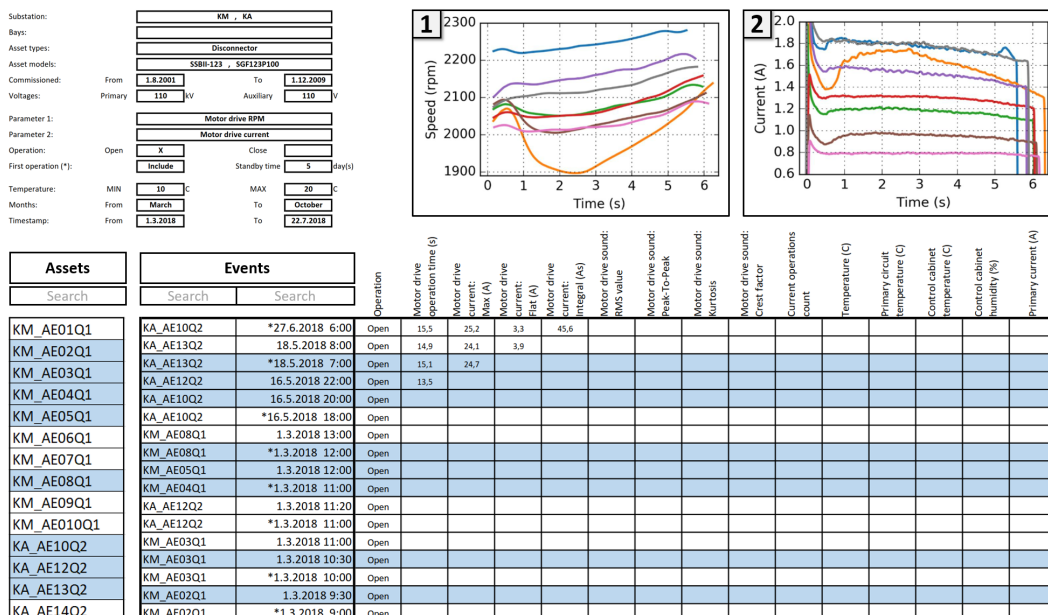 Substation: KM , KA
Bays:
Asset types: Disconnector
Asset models: SSBII-123 , SGF123P100
Commissioned: From 1.8.2001 To 1.12.2009
Voltages: Primary 110 kV Auxiliary 110 V
Parameter 1: Motor drive RPM
Parameter 2: Motor drive current
Operation: Open X Close
First operation (*): Include Standby time 5 day(s)
Temperature: MIN 10 C MAX 20 C
Months: From March To October
Timestamp: From 1.3.2018 To 22.7.2018
1
2300
2200
2100
2000
1900
Speed (rpm)
0 1 2 3 4 5 6
Time (s)
2
2.0
1.8
1.6
1.4
1.2
1.0
0.8
0.6
Current (A)
0 1 2 3 4 5 6
Time (s)
Assets
Search
KM_AE01Q1
KM_AE02Q1
KM_AE03Q1
KM_AE04Q1
KM_AE05Q1
KM_AE06Q1
KM_AE07Q1
KM_AE08Q1
KM_AE09Q1
KM_AE010Q1
KA_AE10Q2
KA_AE12Q2
KA_AE13Q2
KA_AE14Q2
Events
Search Search
Operation
Motor drive
operation time (s)
Motor drive
current:
Max (A)
Motor drive
current:
Flat (A)
Motor drive
current:
Integral (As)
Motor drive sound:
RMS value
Motor drive sound:
Peak-To-Peak
Motor drive sound:
Kurtosis
Motor drive sound:
Crest factor
Current operations
count
Temperature (C)
Primary circuit
temperature (C)
Control cabinet
temperature (C)
Control cabinet
humidity (%)
Primary current (A)
KA_AE10Q2 *27.6.2018 6:00 Open 15,5 25,2 3,3 45,6
KA_AE13Q2 18.5.2018 8:00 Open 14,9 24,1 3,9
KA_AE13Q2 *18.5.2018 7:00 Open 15,1 24,7
KA_AE12Q2 16.5.2018 22:00 Open 13,5
KA_AE10Q2 16.5.2018 20:00 Open
KA_AE10Q2 *16.5.2018 18:00 Open
KM_AE08Q1 1.3.2018 13:00 Open
KM_AE08Q1 *1.3.2018 12:00 Open
KM_AE05Q1 1.3.2018 12:00 Open
KM_AE04Q1 *1.3.2018 11:00 Open
KA_AE12Q2 1.3.2018 11:20 Open
KA_AE12Q2 *1.3.2018 11:00 Open
KM_AE03Q1 1.3.2018 11:00 Open
KM_AE03Q1 1.3.2018 10:30 Open
KM_AE03Q1 *1.3.2018 10:00 Open
KM_AE02Q1 1.3.2018 9:30 Open
KM_AE02Q1 *1.3.2018 9:00 Open